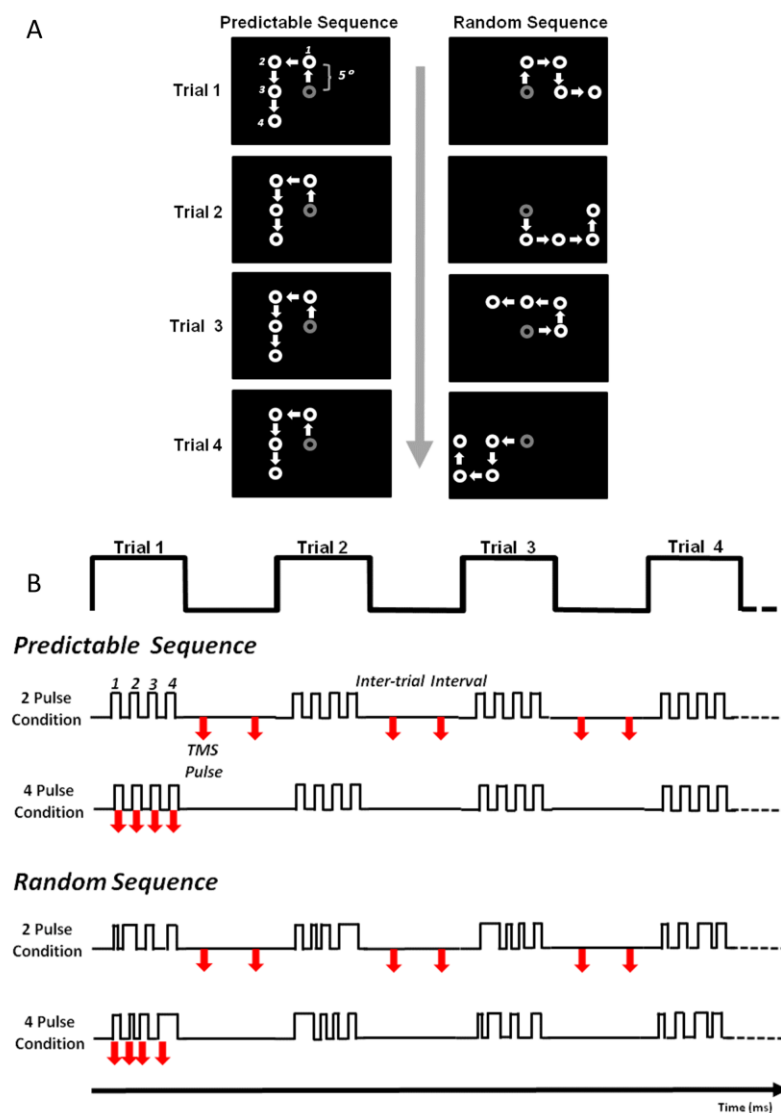 A
Predictable Sequence
Random Sequence
Trial 1
1
2
3
4
5°
Trial 2
Trial 3
Trial 4
Trial 1
Trial 2
Trial 3
Trial 4
B
Predictable Sequence
1 2 3 4
Inter-trial Interval
2 Pulse
Condition
TMS
Pulse
4 Pulse
Condition
Random Sequence
2 Pulse
Condition
4 Pulse
Condition
Time (ms)